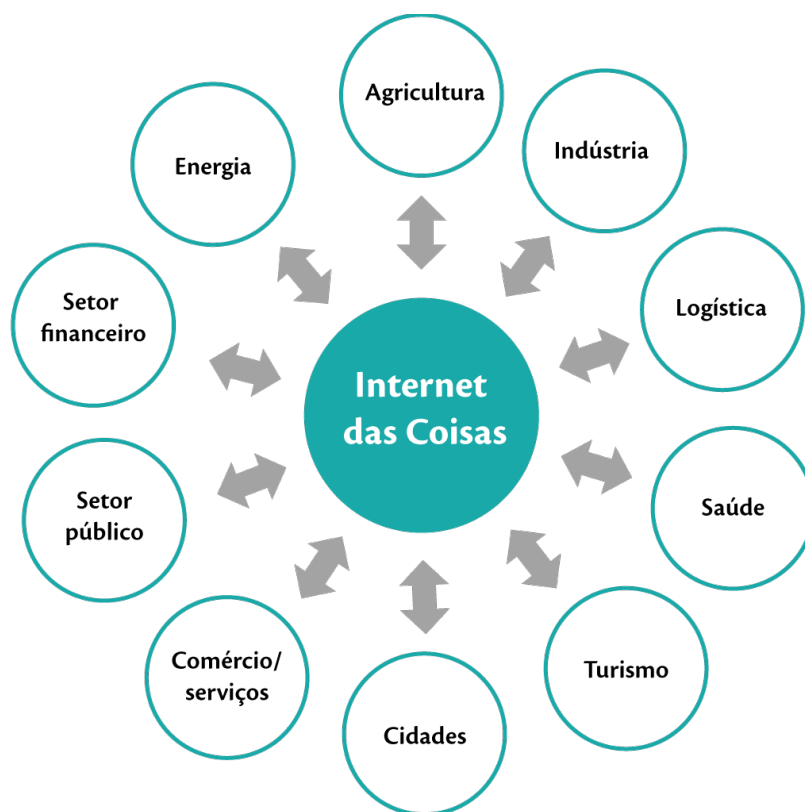 Agricultura
Indústria
Energia
Logística
Setor
financeiro
Internet
das Coisas
Saúde
Setor
público
Turismo
Comércio/
serviços
Cidades